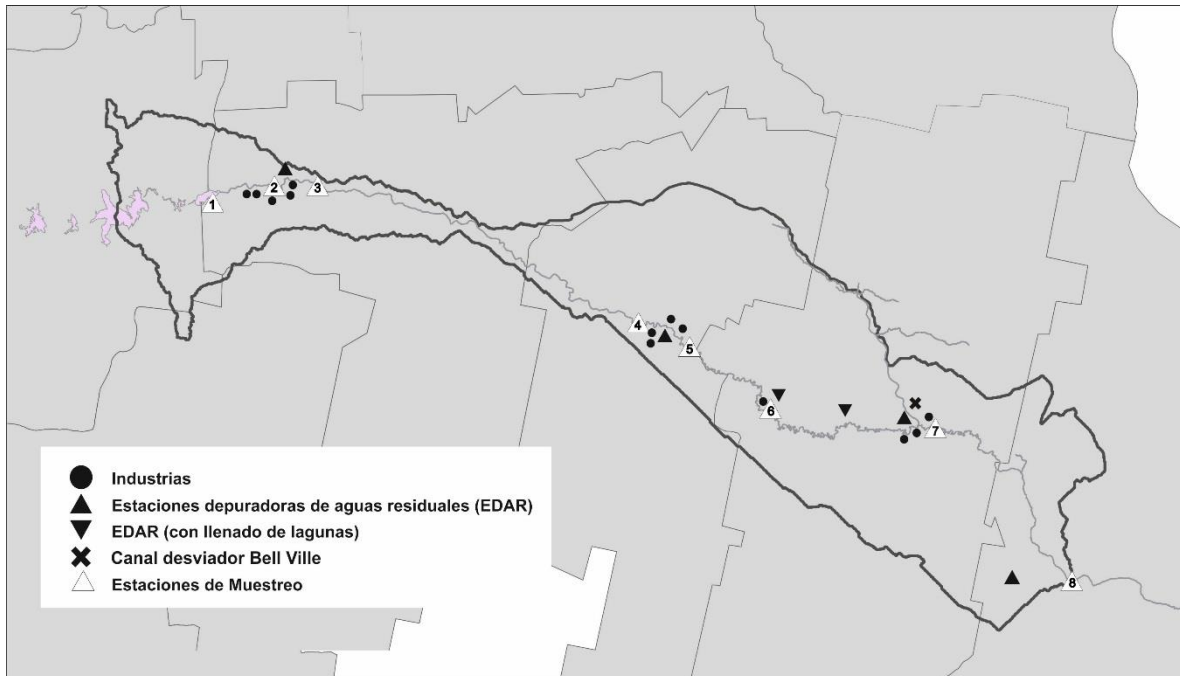 1
2
3
4
5
6
7
8
Industrias
Estaciones depuradoras de aguas residuales (EDAR)
EDAR (con llenado de lagunas)
Canal desviador Bell Ville
Estaciones de Muestreo